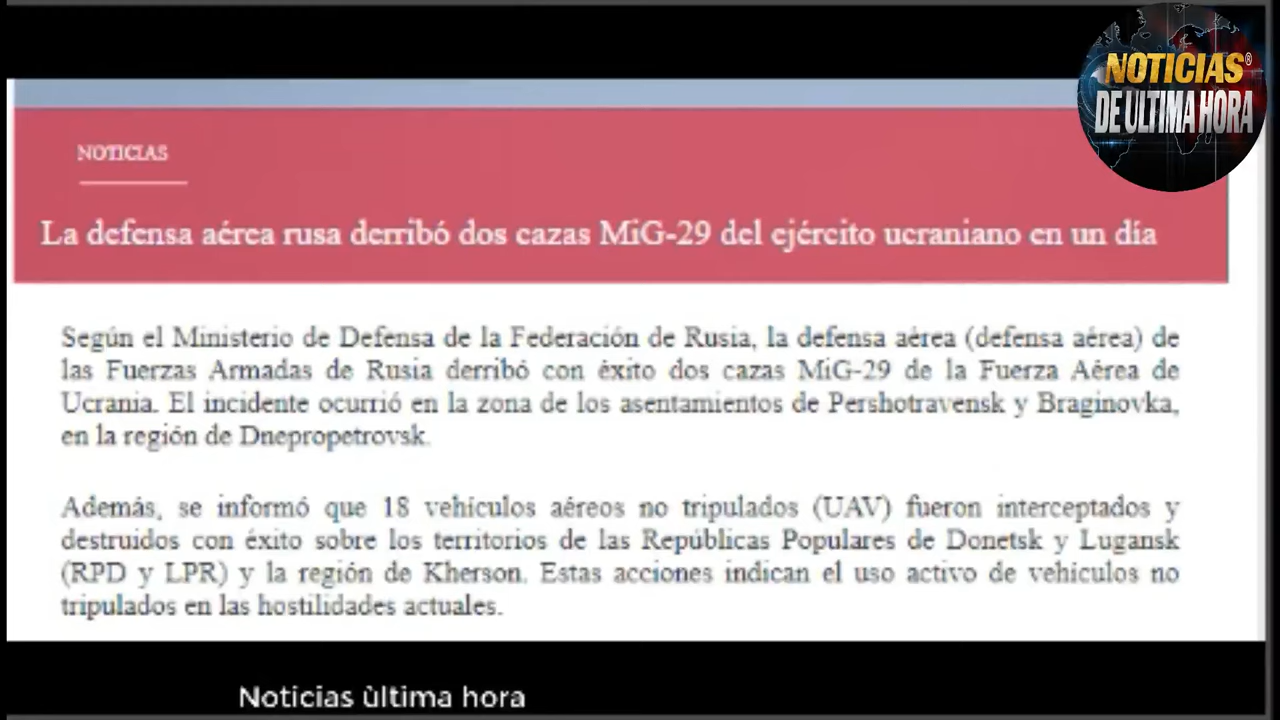 NOTICIAS®
DE ULTIMA HORA
NOTICIAS
La defensa aérea rusa derribó dos cazas MiG-29 del ejército ucraniano en un día
Según el Ministerio de Defensa de la Federación de Rusia, la defensa aérea (defensa aérea) de
las Fuerzas Armadas de Rusia derribó con éxito dos cazas MiG-29 de la Fuerza Aérea de
Ucrania. El incidente ocurrió en la zona de los asentamientos de Pershotravensk y Braginovka,
en la región de Dnepropetrovsk.
Además, se informó que 18 vehículos aéreos no tripulados (UAV) fueron interceptados y
destruidos con éxito sobre los territorios de las Repúblicas Populares de Donetsk y Lugansk
(RPD y LPR) y la región de Kherson. Estas acciones indican el uso activo de vehículos no
tripulados en las hostilidades actuales.
Noticias ùltima hora